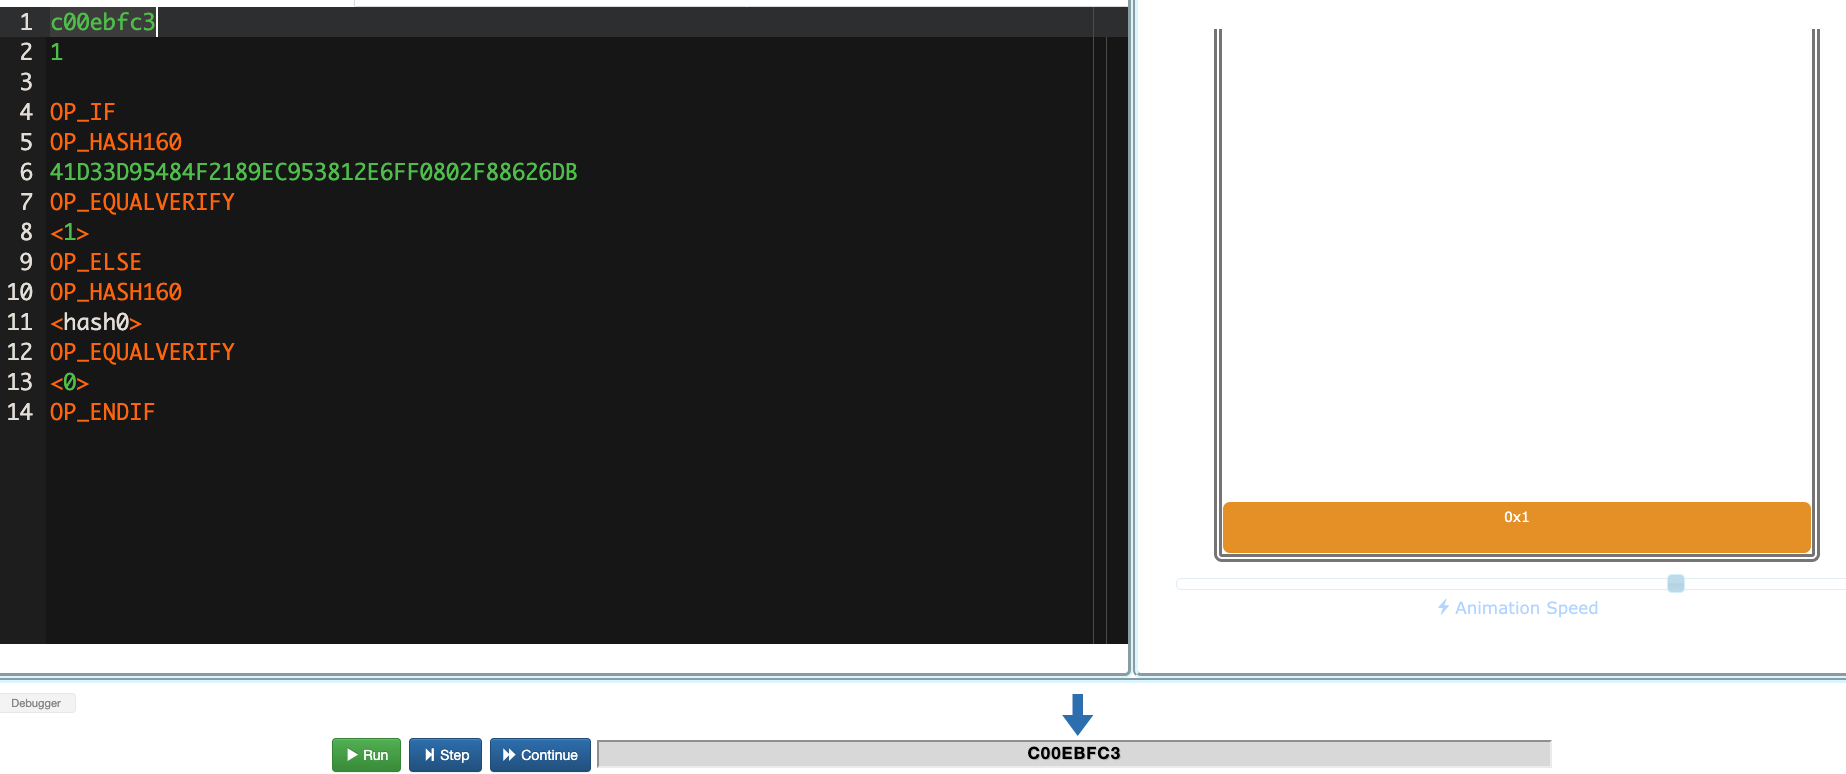 1 c00ebfc3
2 1
3
4 OP_IF
5 OP_HASH160
6 41D33D95484F2189EC953812E6FF0802F88626DB
7 OP_EQUALVERIFY
8 <1>
9 OP_ELSE
10 OP_HASH160
11 <hash0>
12 OP_EQUALVERIFY
13 <0>
14 OP_ENDIF
0x1
Animation Speed
Debugger
Run Step Continue C00EBFC3